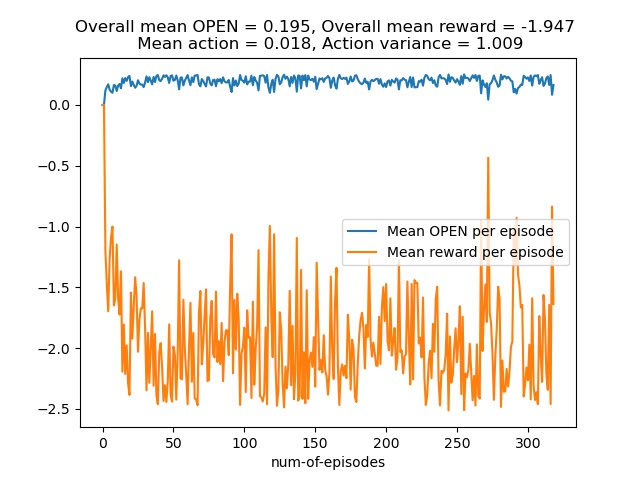 Overall mean OPEN = 0.195, Overall mean reward = -1.947
Mean action = 0.018, Action variance = 1.009
0.0
−0.5
−1.0
−1.5
−2.0
−2.5
Mean OPEN per episode
Mean reward per episode
0 50 100 150 200 250 300
num-of-episodes